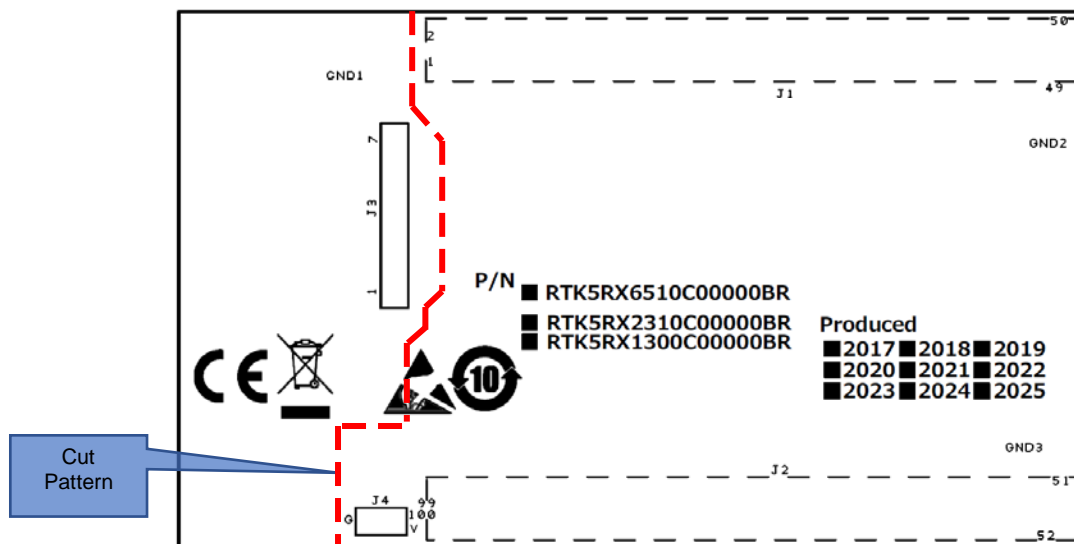 50
2
1
GND1
J1
49
7
GND2
J3
1
P/N
RTK5RX6510C00000BR
RTK5RX2310C00000BR
RTK5RX1300C00000BR
Produced
2017 2018 2019
2020 2021 2022
2023 2024 2025
CE
10
Cut
Pattern
GND3
J2
51
J4
99
100
G
V
52